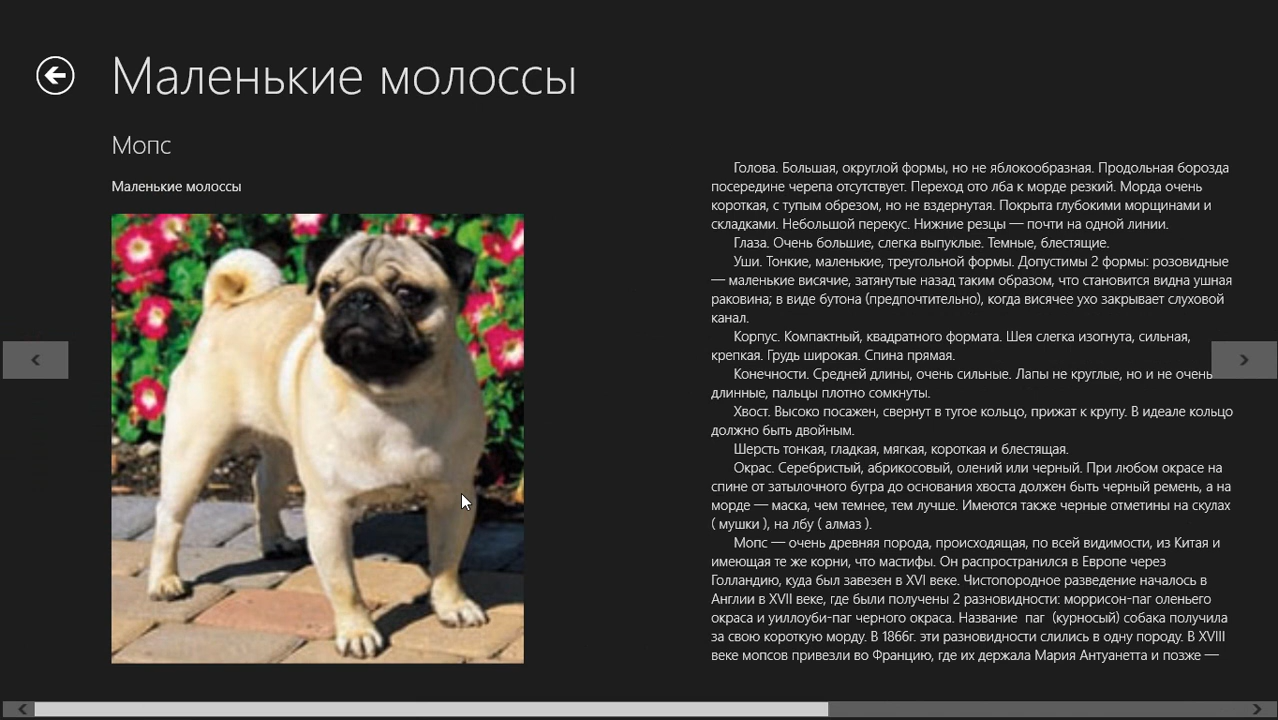 Маленькие молоссы
Мопс
Маленькие молоссы
Голова. Большая, округлой формы, но не яблокообразная. Продольная борозда
посередине черепа отсутствует. Переход ото лба к морде резкий. Морда очень
короткая, с тупым обрезом, но не вздернутая. Покрыта глубокими морщинами и
складками. Небольшой перекус. Нижние резцы — почти на одной линии.
Глаза. Очень большие, слегка выпуклые. Темные, блестящие.
Уши. Тонкие, маленькие, треугольной формы. Допустимы 2 формы: розовидные
— маленькие висячие, затянутые назад таким образом, что становится видна ушная
раковина; в виде бутона (предпочтительно), когда висячее ухо закрывает слуховой
канал.
Корпус. Компактный, квадратного формата. Шея слегка изогнута, сильная,
крепкая. Грудь широкая. Спина прямая.
Конечности. Средней длины, очень сильные. Лапы не круглые, но и не очень
длинные, пальцы плотно сомкнуты.
Хвост. Высоко посажен, свернут в тугое кольцо, прижат к крупу. В идеале кольцо
должно быть двойным.
Шерсть тонкая, гладкая, мягкая, короткая и блестящая.
Окрас. Серебристый, абрикосовый, олений или черный. При любом окрасе на
спине от затылочного бугра до основания хвоста должен быть черный ремень, а на
морде — маска, чем темнее, тем лучше. Имеются также черные отметины на скулах
( мушки ), на лбу ( алмаз ).
Мопс — очень древняя порода, происходящая, по всей видимости, из Китая и
имеющая те же корни, что мастифы. Он распространился в Европе через
Голландию, куда был завезен в XVI веке. Чистопородное разведение началось в
Англии в XVII веке, где были получены 2 разновидности: моррисон-паг оленьего
окраса и уиллоуби-паг черного окраса. Название  паг  (курносый) собака получила
за свою короткую морду. В 1866г. эти разновидности слились в одну породу. В XVIII
веке мопсов привезли во Францию, где их держала Мария Антуанетта и позже —